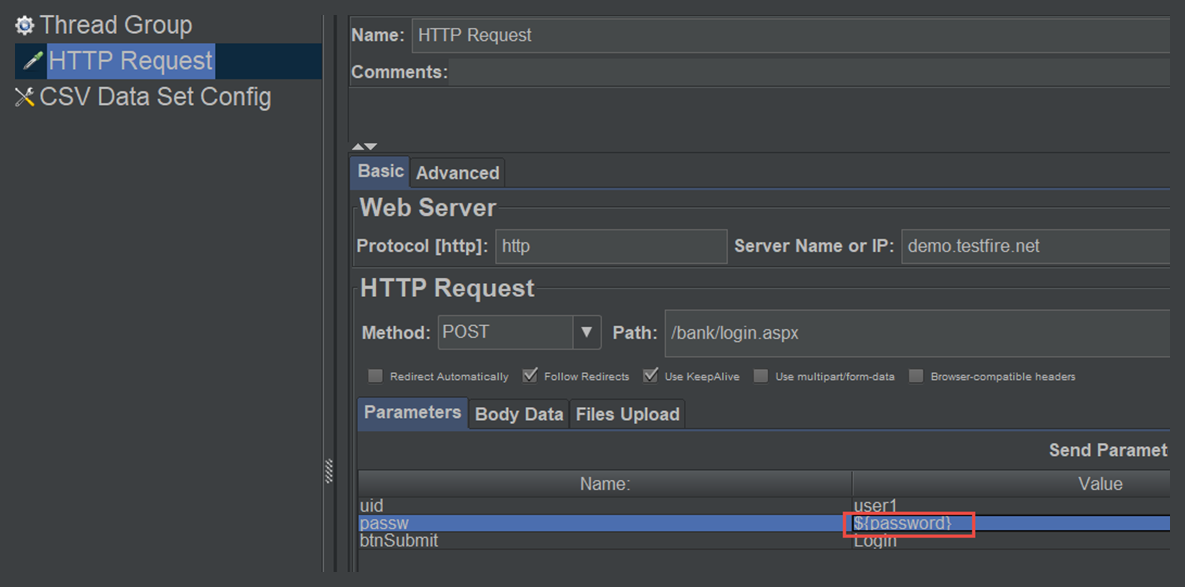 Thread Group
HTTP Request
CSV Data Set Config
Name: HTTP Request
Comments:
Basic Advanced
Web Server
Protocol [http]: http Server Name or IP: demo.testfire.net
HTTP Request
Method: POST Path: /bank/login.aspx
Redirect Automatically Follow Redirects Use KeepAlive Use multipart/form-data Browser-compatible headers
Parameters Body Data Files Upload
Send Paramet
Name: Value
uid user1
passw ${password}
btnSubmit Login